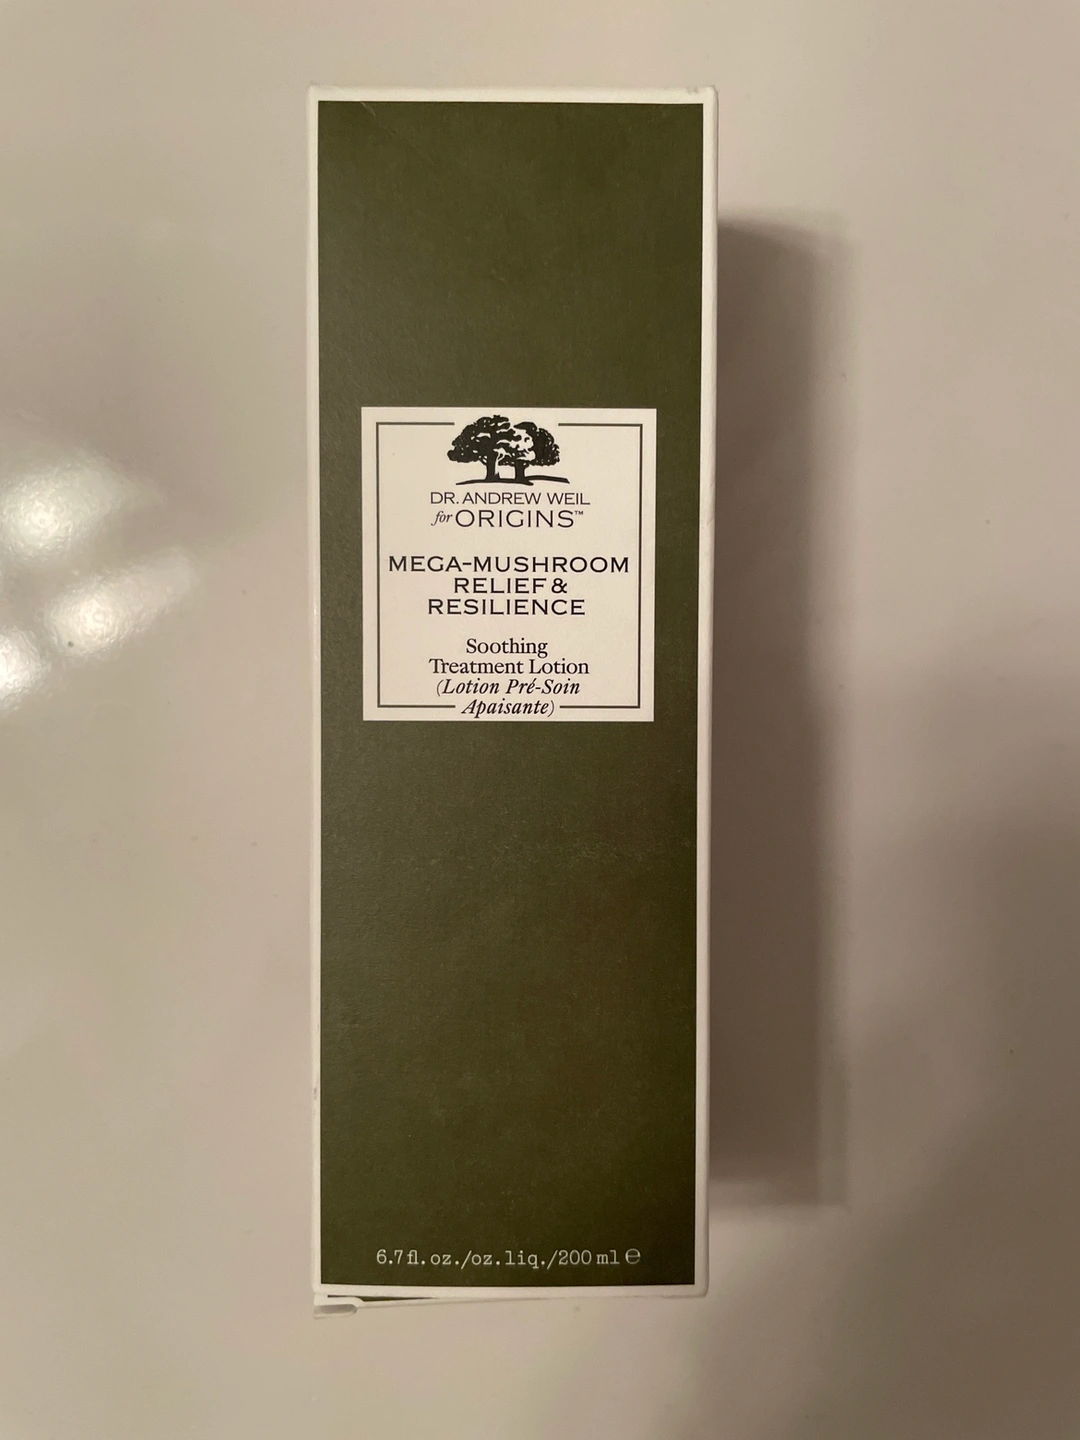 DR. ANDREW WEIL
for ORIGINS™
MEGA-MUSHROOM
RELIEF &
RESILIENCE
Soothing
Treatment Lotion
(Lotion Pré-Soin
Apaisante)
6.7 fl. oz./oz. liq./200 ml ℮